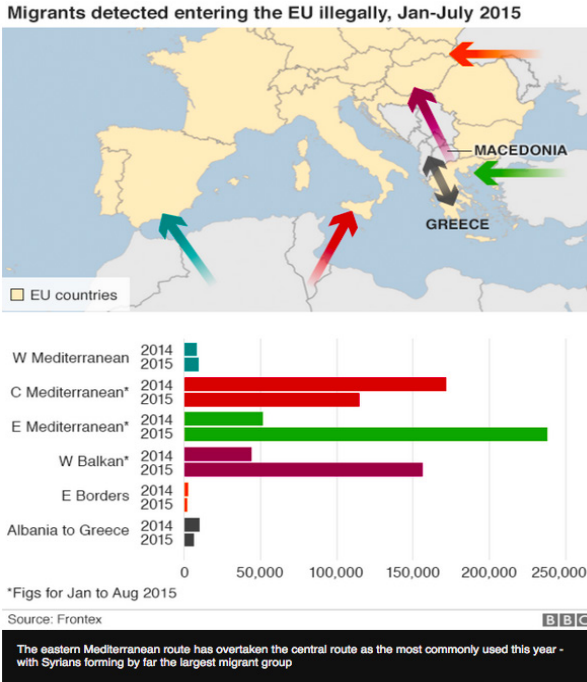 Migrants detected entering the EU illegally, Jan-July 2015
MACEDONIA
GREECE
EU countries
W Mediterranean 2014
2015
C Mediterranean* 2014
2015
E Mediterranean* 2014
2015
W Balkan* 2014
2015
E Borders 2014
2015
Albania to Greece 2014
2015
0 50,000 100,000 150,000 200,000 250,000
*Figs for Jan to Aug 2015
Source: Frontex BBC
The eastern Mediterranean route has overtaken the central route as the most commonly used this year -
with Syrians forming by far the largest migrant group